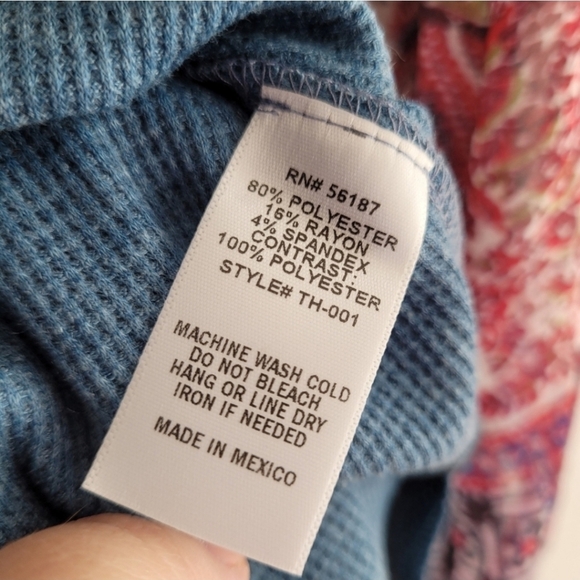 RN# 56187
80% POLYESTER
16% RAYON
4% SPANDEX
CONTRAST:
100% POLYESTER
STYLE# TH-001
MACHINE WASH COLD
DO NOT BLEACH
HANG OR LINE DRY
IRON IF NEEDED
MADE IN MEXICO